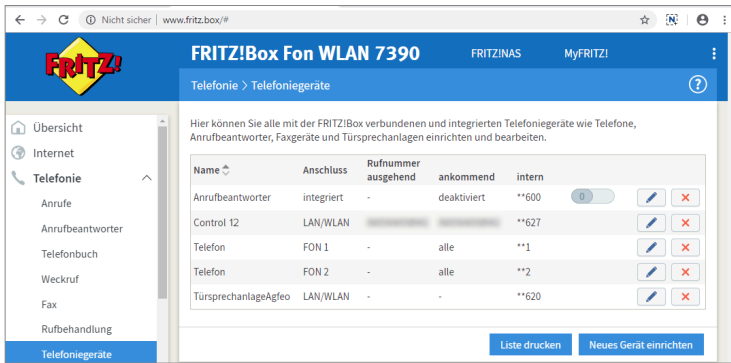 Nicht sicher | www.fritz.box/#
FRITZ!
FRITZ!Box Fon WLAN 7390 FRITZ!NAS MyFRITZ!
Telefonie > Telefoniegeräte ?
Übersicht
Internet
Telefonie
Anrufe
Anrufbeantworter
Telefonbuch
Weckruf
Fax
Rufbehandlung
Telefoniegeräte
Hier können Sie alle mit der FRITZ!Box verbundenen und integrierten Telefoniegeräte wie Telefone,
Anrufbeantworter, Faxgeräte und Türsprechanlagen einrichten und bearbeiten.
Name Anschluss Rufnummer ausgehend ankommend intern
Anrufbeantworter integriert - deaktiviert **600 0
Control 12 LAN/WLAN **627
Telefon FON 1 - alle **1
Telefon FON 2 - alle **2
TürsprechanlageAgfeo LAN/WLAN - - **620
Liste drucken Neues Gerät einrichten